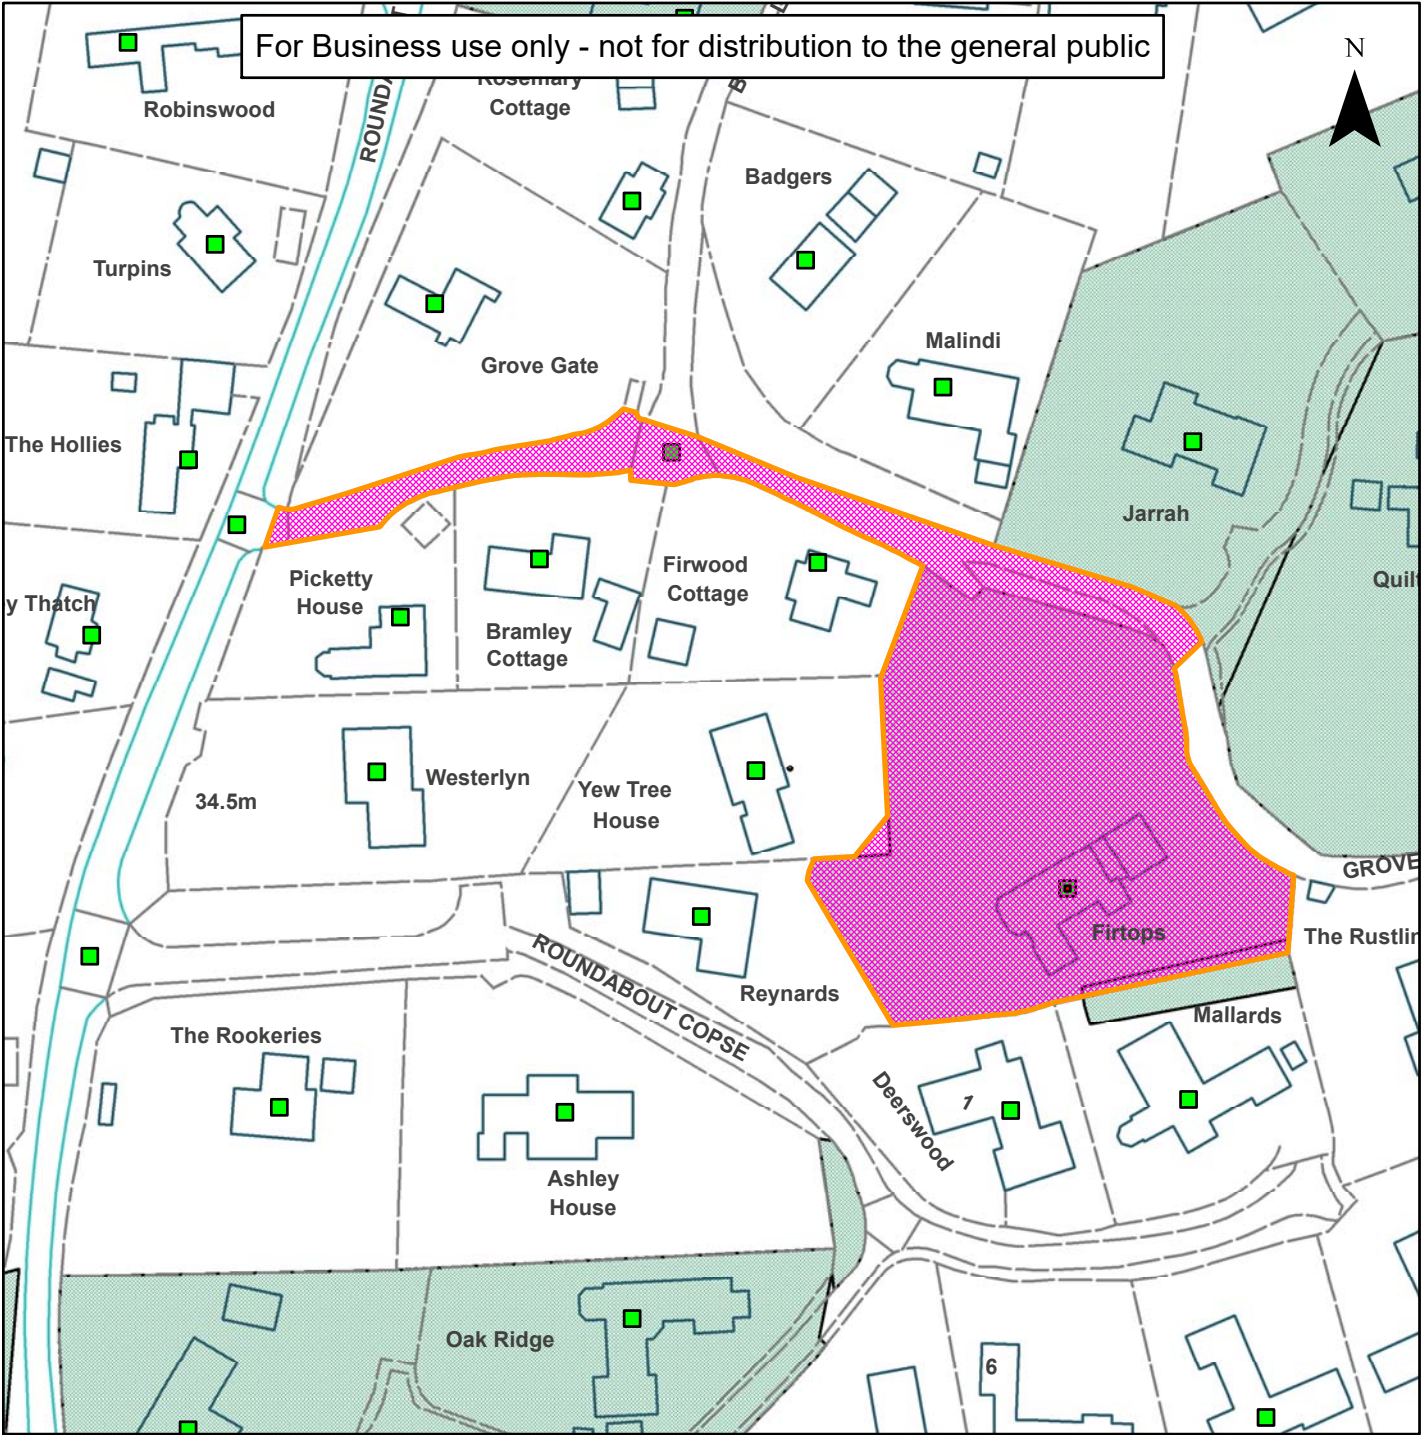 For Business use only - not for distribution to the general public
N
Robinswood
Rosemary
Cottage
Badgers
Turpins
Grove Gate
Malindi
The Hollies
Jarrah
Picketty
House
Firwood
Cottage
Thatch
Bramley
Cottage
Westerlyn
34.5m
Yew Tree
House
GROVE
Firtops
The
ROUNDABOUT COPSE
Reynards
Mallards
The Rookeries
Deerswood
1
Ashley
House
Oak Ridge
6